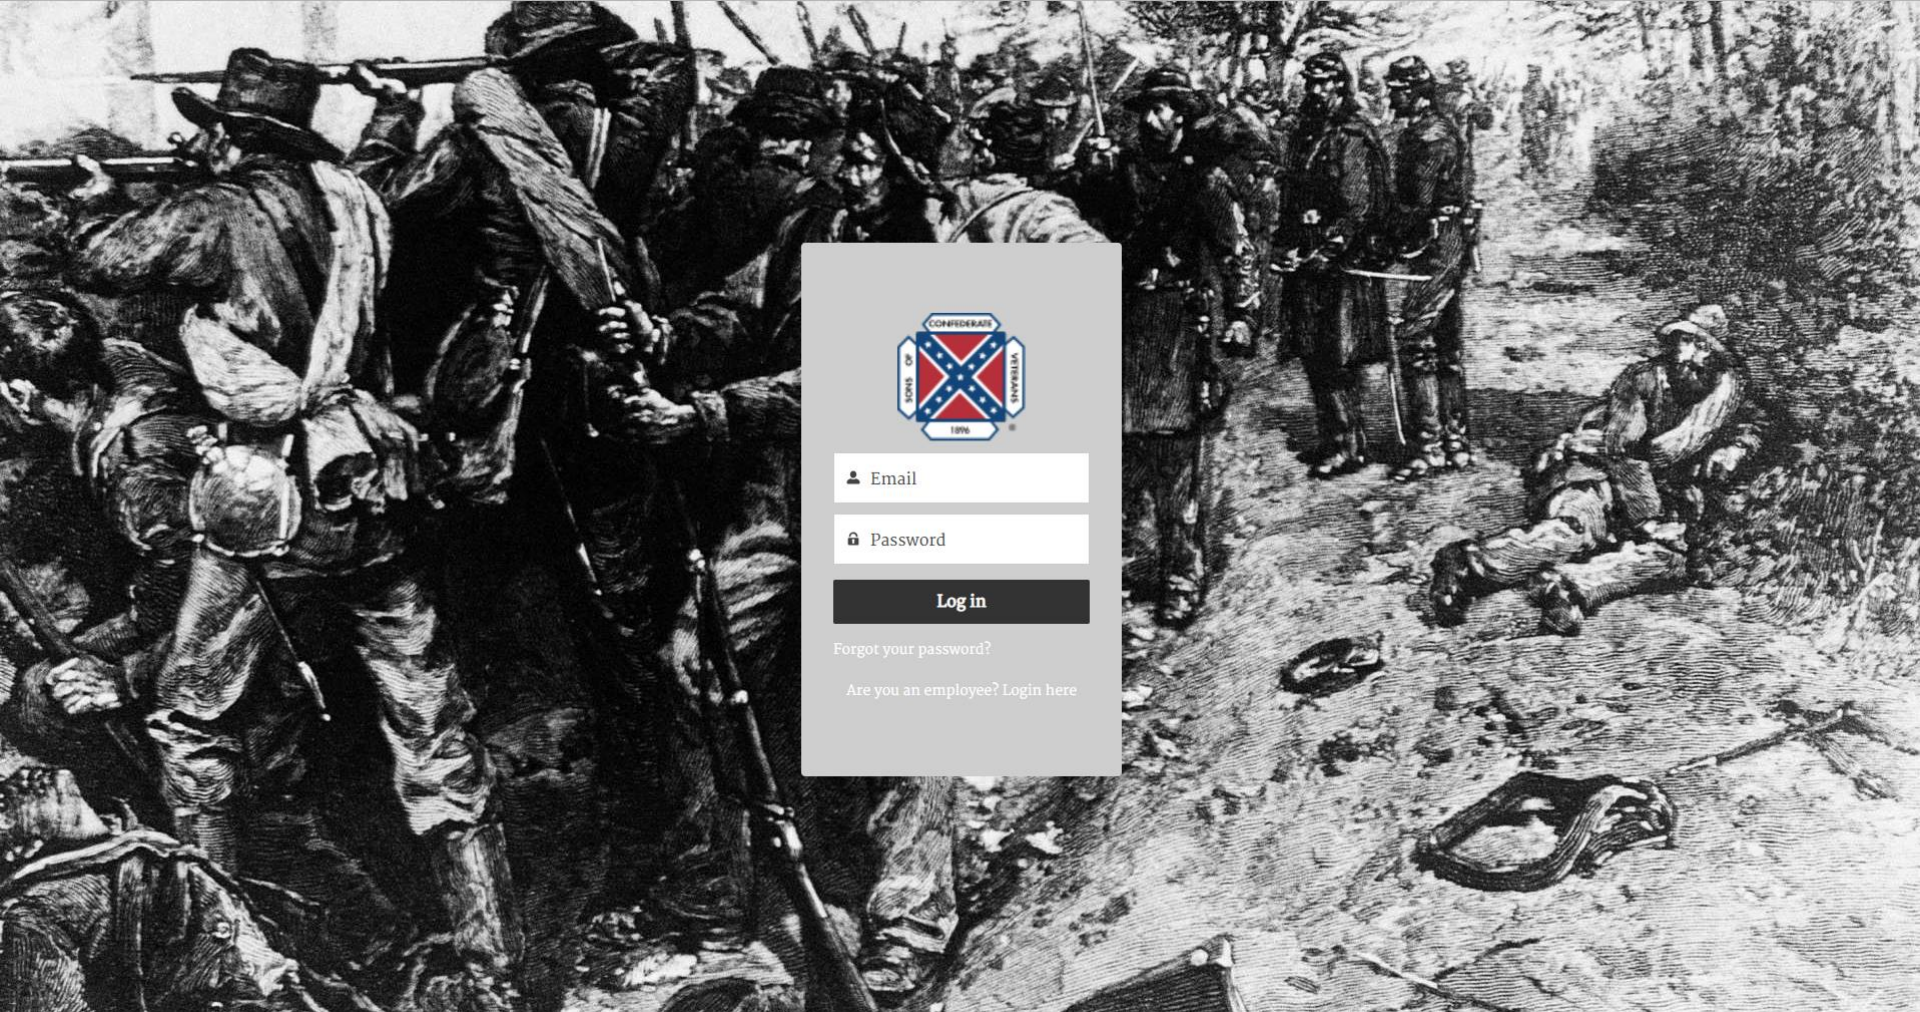 CONFEDERATE
SONS OF
VETERANS
1896
®
Email
Password
Log in
Forgot your password?
Are you an employee? Login here